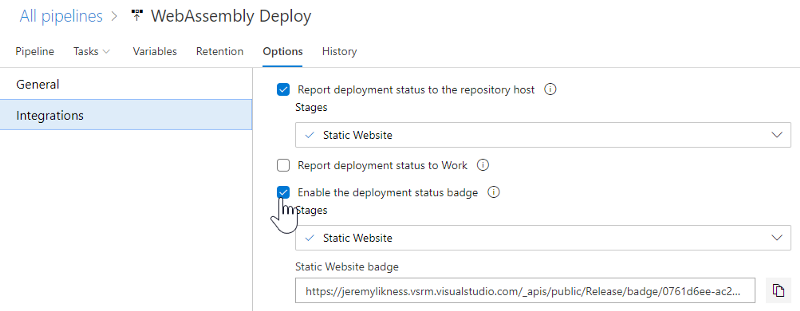 All pipelines > WebAssembly Deploy
Pipeline Tasks Variables Retention Options History
General
Integrations
Report deployment status to the repository host
Stages
Static Website
Report deployment status to Work
Enable the deployment status badge
Stages
Static Website
Static Website badge
https://jeremylikness.vsrm.visualstudio.com/_apis/public/Release/badge/0761d6ee-ac2...